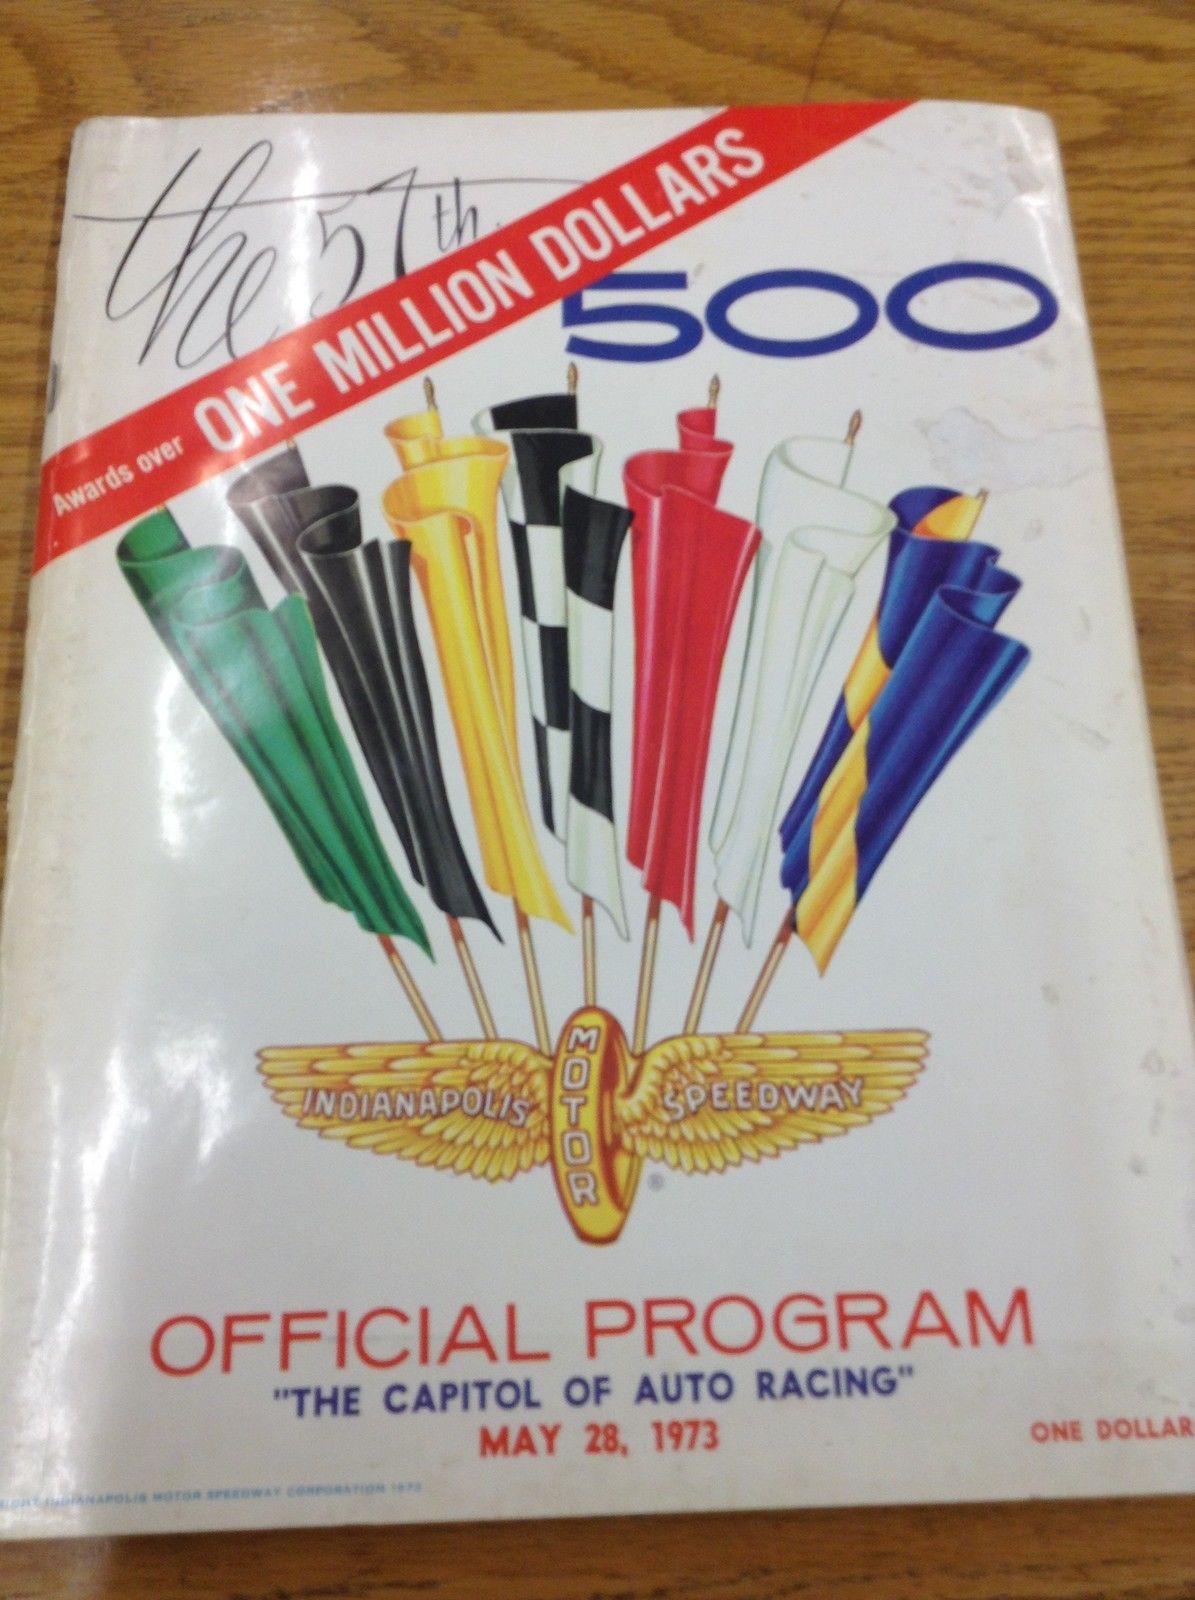 the 57th
500
Awards over ONE MILLION DOLLARS
INDIANAPOLIS MOTOR SPEEDWAY
®
OFFICIAL PROGRAM
"THE CAPITOL OF AUTO RACING"
MAY 28, 1973
ONE DOLLAR
INDIANAPOLIS MOTOR SPEEDWAY CORPORATION 1973